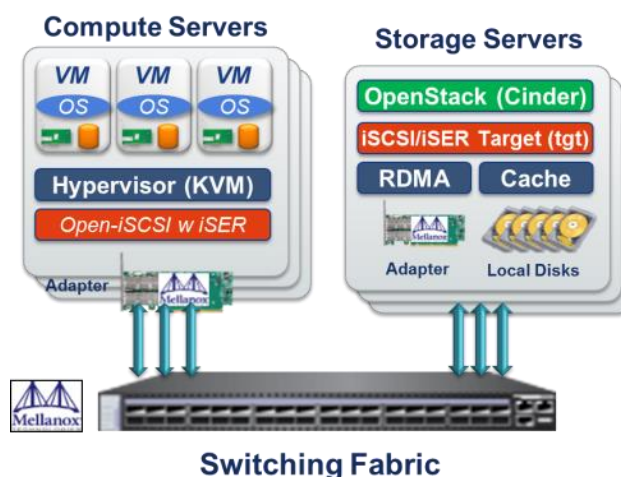 Compute Servers
Storage Servers
VM
VM
VM
OS
OS
OS
Hypervisor (KVM)
Open-iSCSI w iSER
Adapter
Mellanox
OpenStack (Cinder)
iSCSI/iSER Target (tgt)
RDMA
Cache
Mellanox
Adapter
Local Disks
Mellanox
Switching Fabric